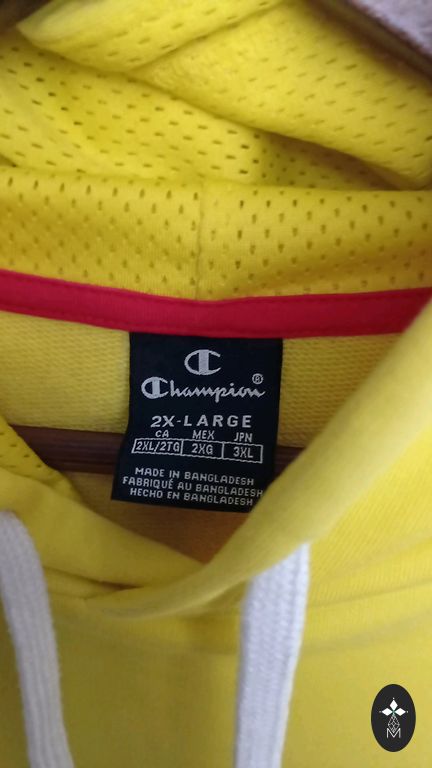 Champion®
2X-LARGE
CA MEX JPN
2XL/2TG 2XG 3XL
MADE IN BANGLADESH
FABRIQUÉ AU BANGLADESH
HECHO EN BANGLADESH
M